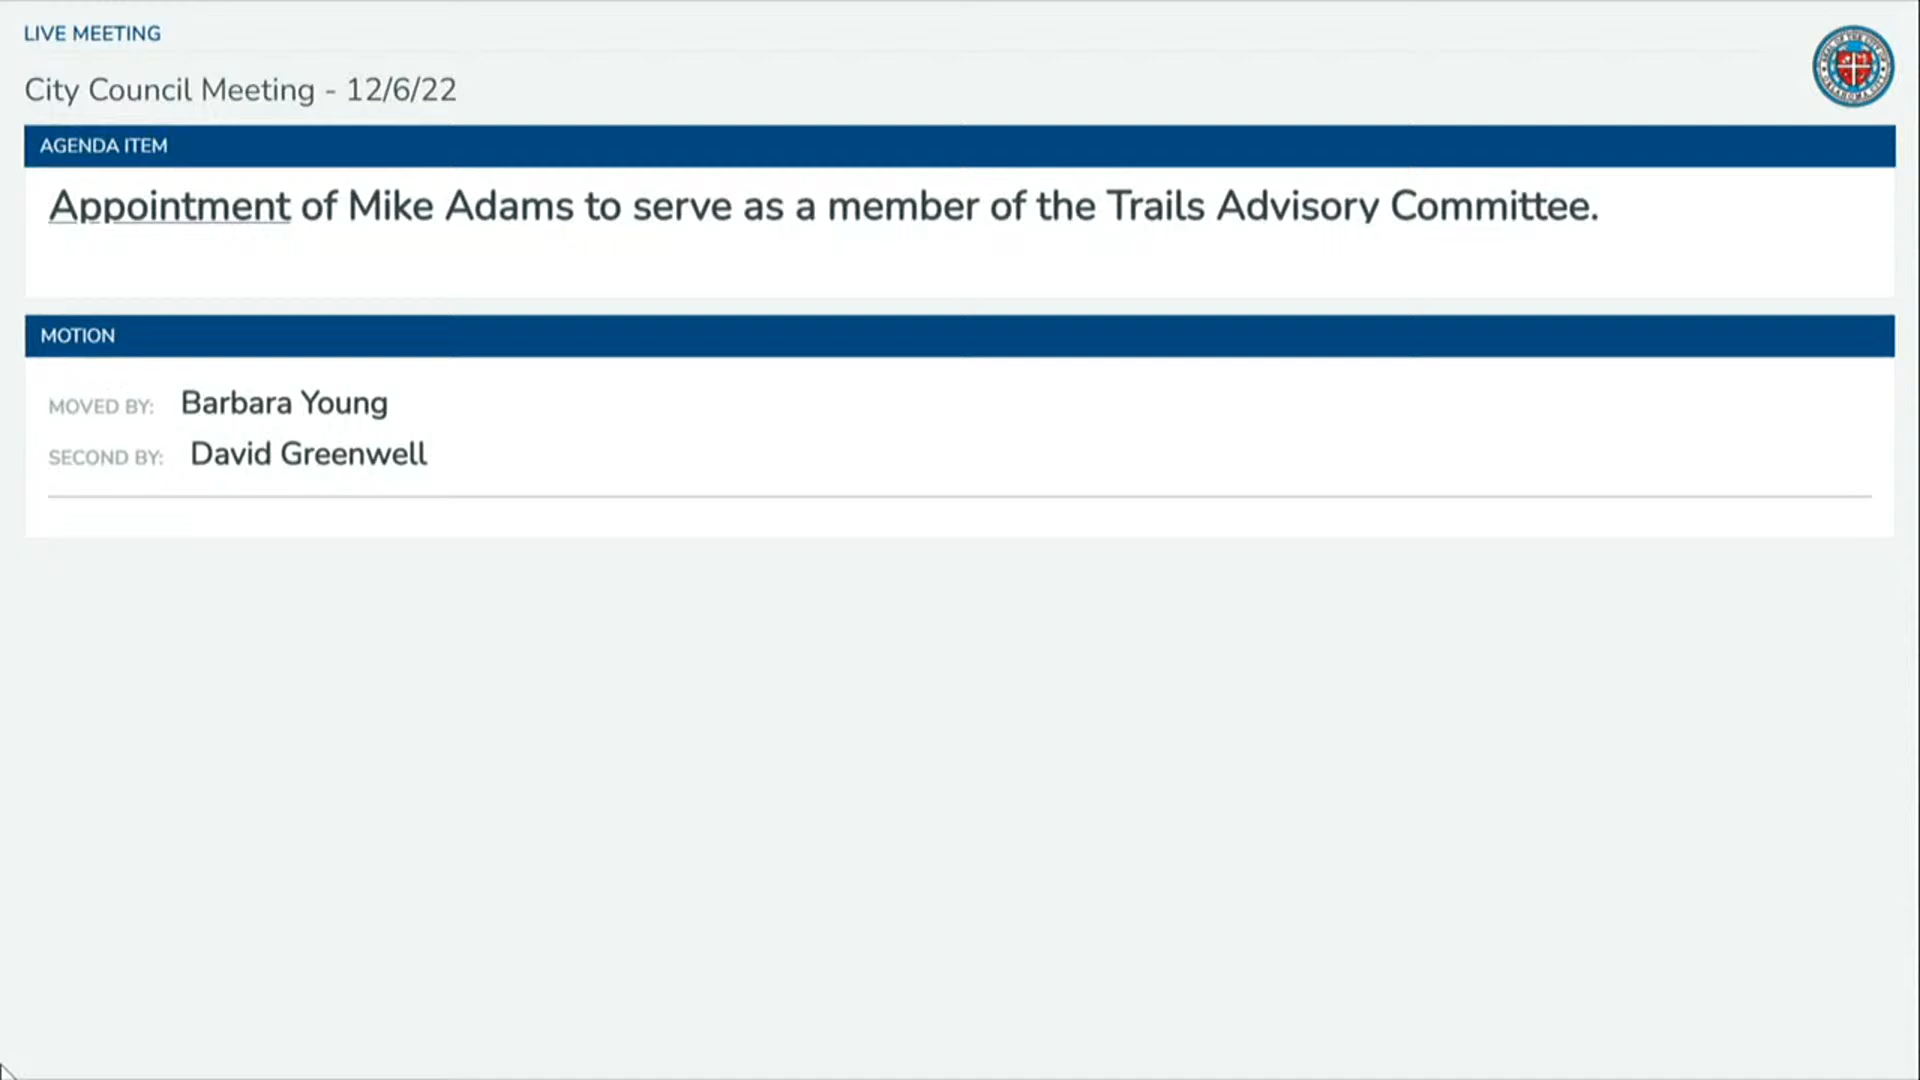 LIVE MEETING
City Council Meeting - 12/6/22
AGENDA ITEM
Appointment of Mike Adams to serve as a member of the Trails Advisory Committee.
MOTION
MOVED BY: Barbara Young
SECOND BY: David Greenwell